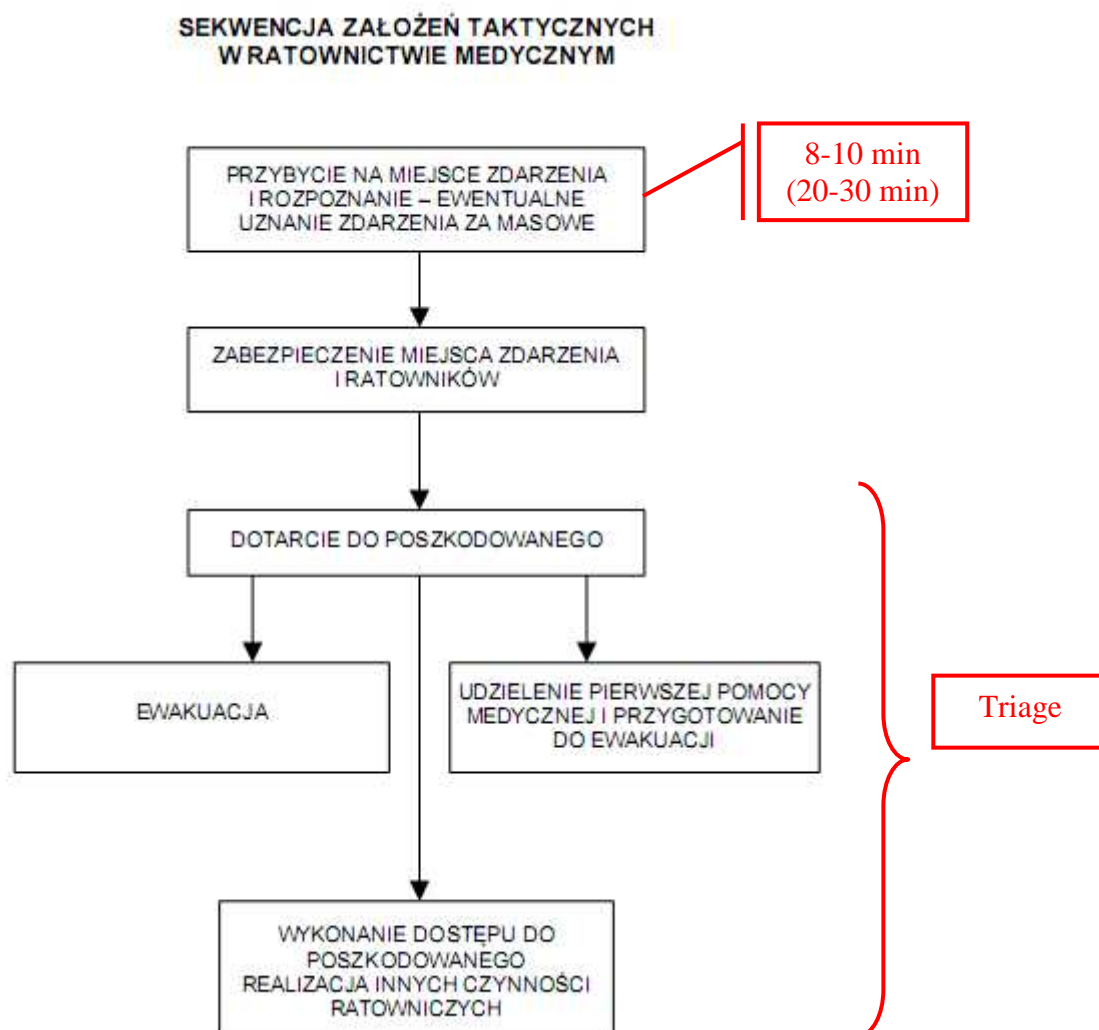 SEKWENCJA ZAŁOŻEŃ TAKTYCZNYCH
W RATOWNICTWIE MEDYCZNYM
PRZYBYCIE NA MIEJSCE ZDARZENIA
I ROZPOZNANIE – EWENTUALNE
UZNANIE ZDARZENIA ZA MASOWE
8-10 min
(20-30 min)
ZABEZPIECZENIE MIEJSCA ZDARZENIA
I RATOWNIKÓW
DOTARCIE DO POSZKODOWANEGO
EWAKUACJA
UDZIELENIE PIERWSZEJ POMOCY
MEDYCZNEJ I PRZYGOTOWANIE
DO EWAKUACJI
Triage
WYKONANIE DOSTĘPU DO
POSZKODOWANEGO
REALIZACJA INNYCH CZYNNOŚCI
RATOWNICZYCH